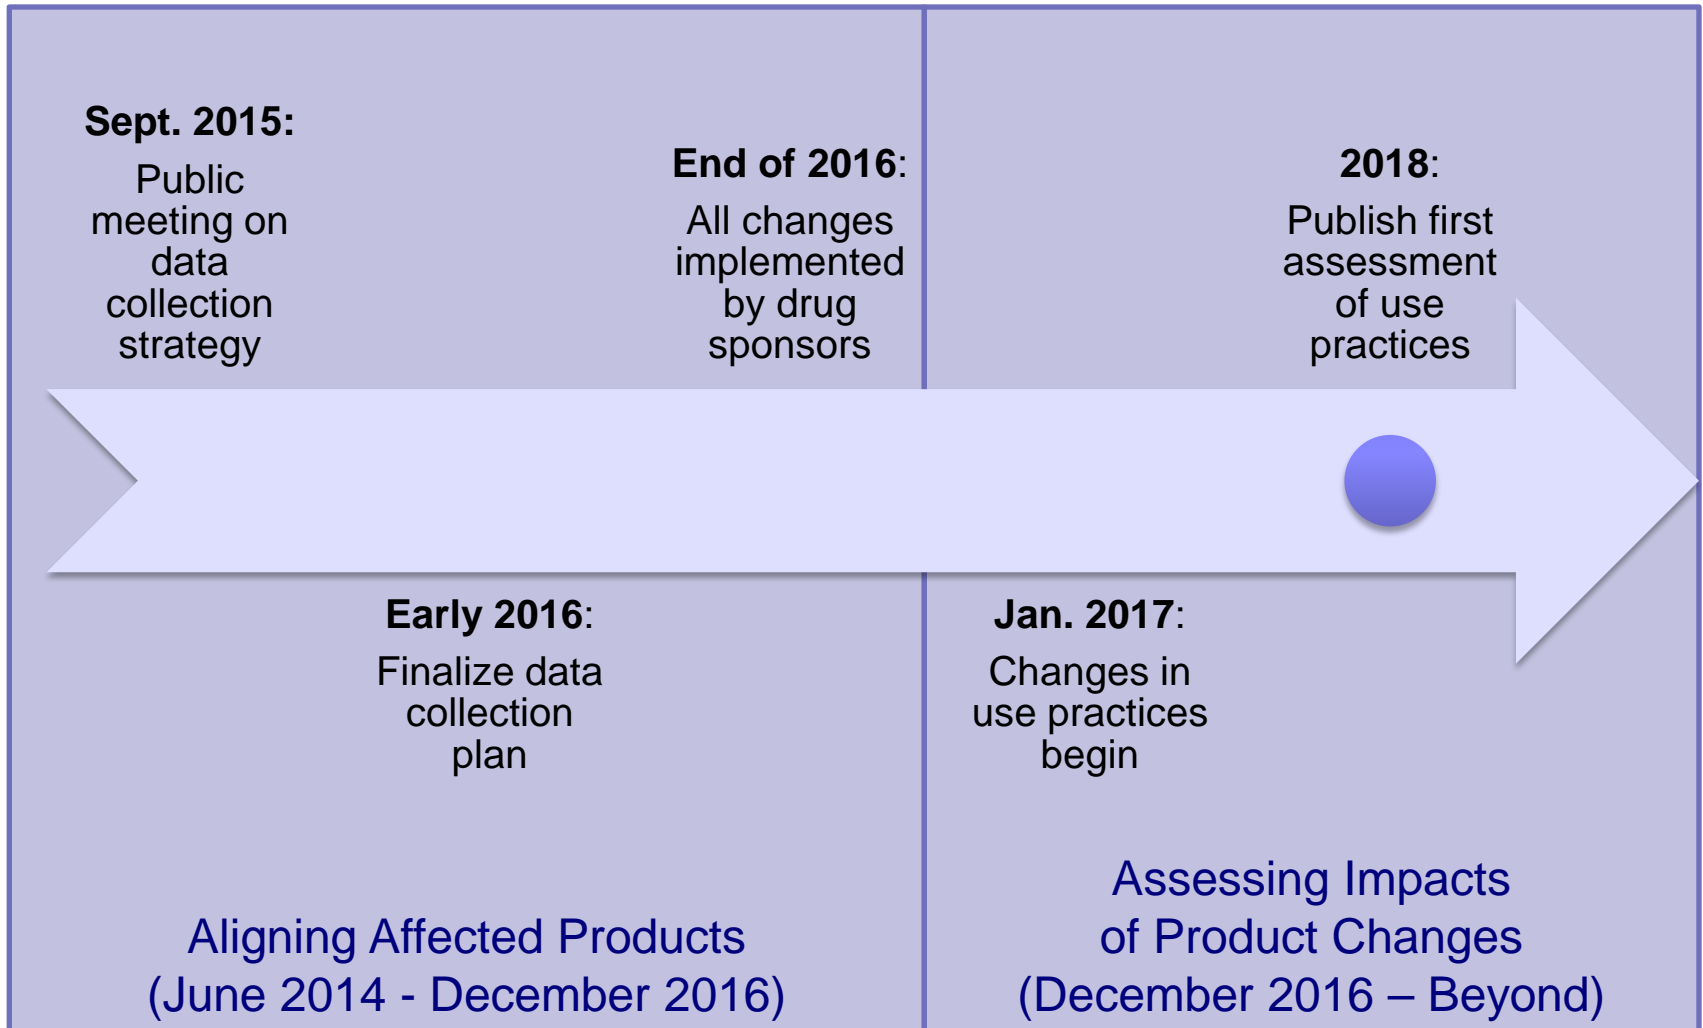 Sept. 2015:
Public
meeting on
data
collection
strategy
End of 2016:
All changes
implemented
by drug
sponsors
2018:
Publish first
assessment
of use
practices
Early 2016:
Finalize data
collection
plan
Jan. 2017:
Changes in
use practices
begin
Aligning Affected Products
(June 2014 - December 2016)
Assessing Impacts
of Product Changes
(December 2016 – Beyond)